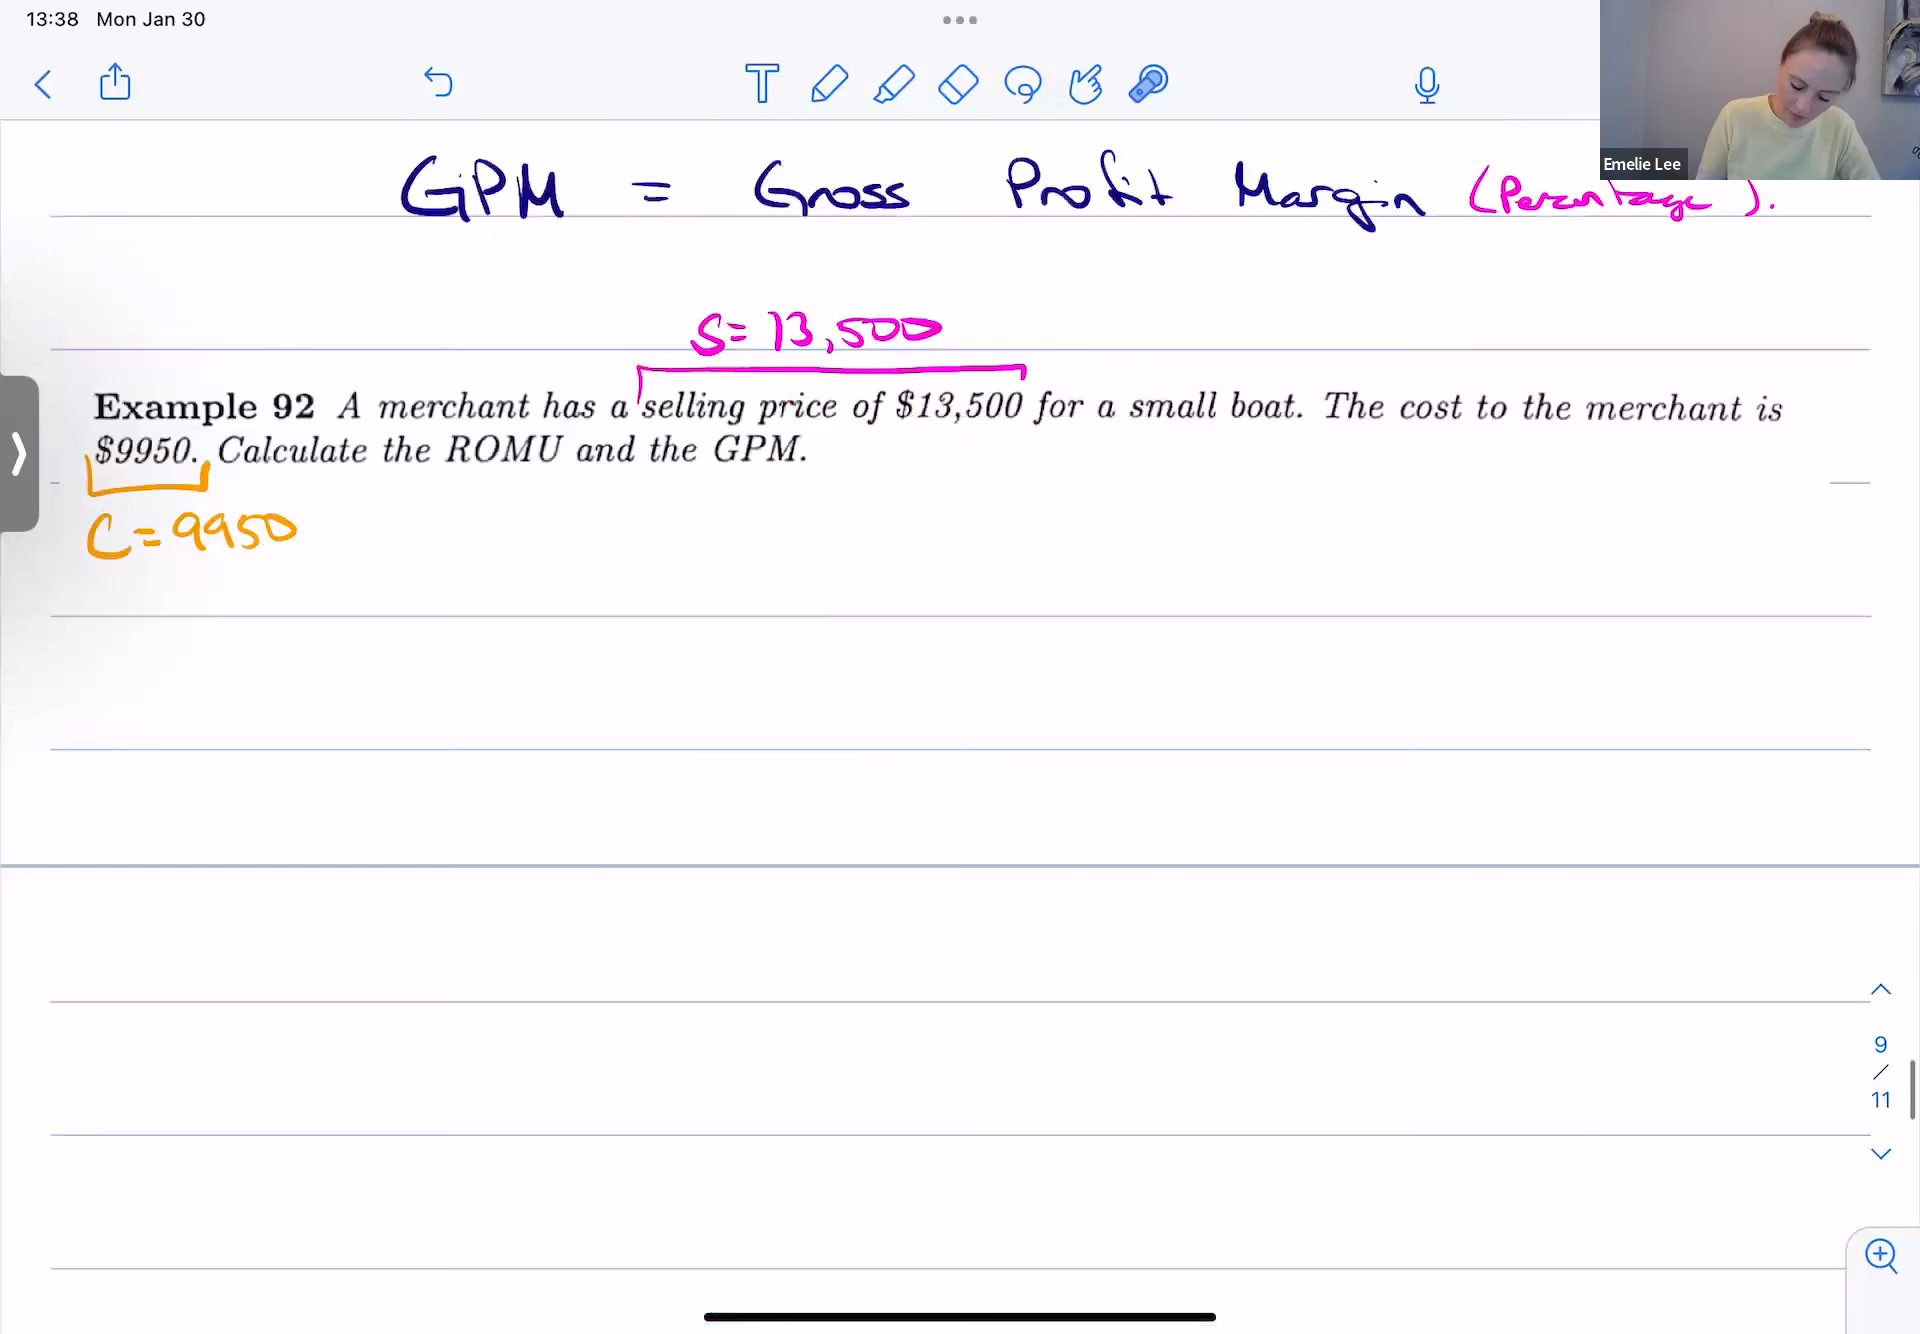 13:38 Mon Jan 30
Emelie Lee
GPM = Gross Profit Margin (Percentage).
S = 13,500
Example 92 A merchant has a selling price of $13,500 for a small boat. The cost to the merchant is
$9950. Calculate the ROMU and the GPM.
C = 9950
9
/
11